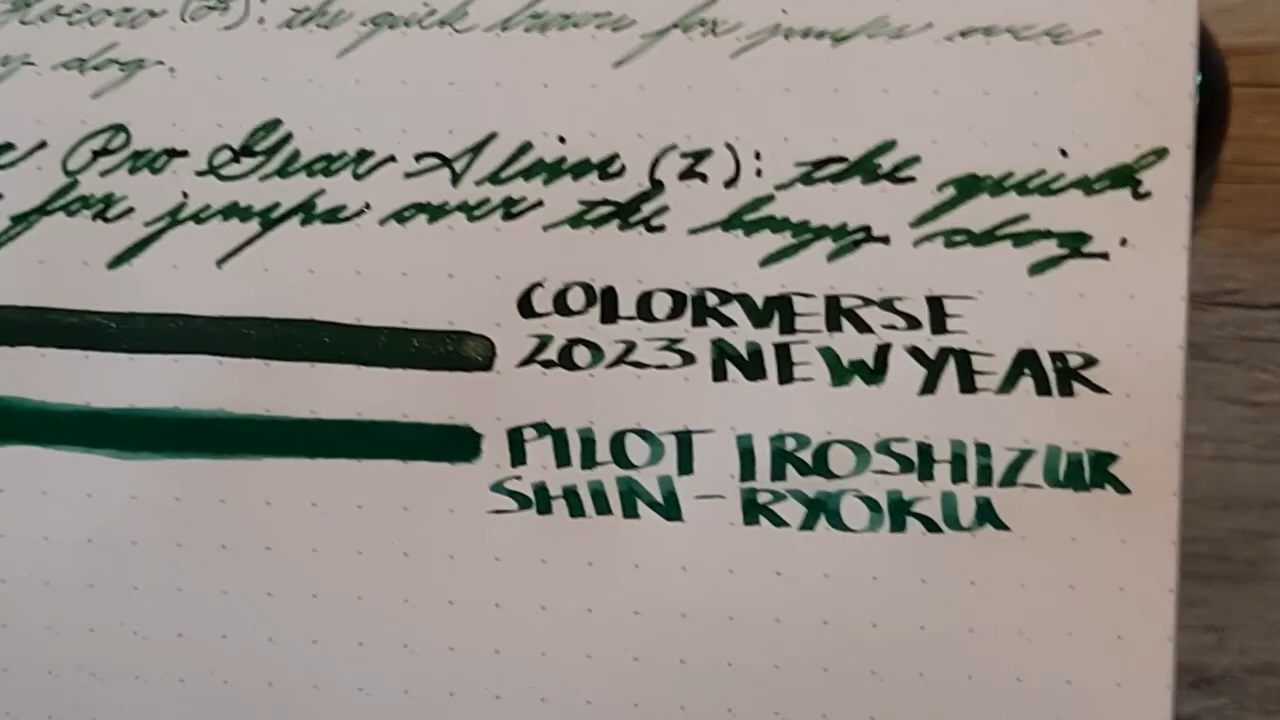 (F): the quick brown fox jumps over
dog.
Pro Gear Slim (Z): the quick
fox jumps over the lazy dog.
COLORVERSE
2023 NEW YEAR
PILOT IROSHIZUK
SHIN-RYOKU